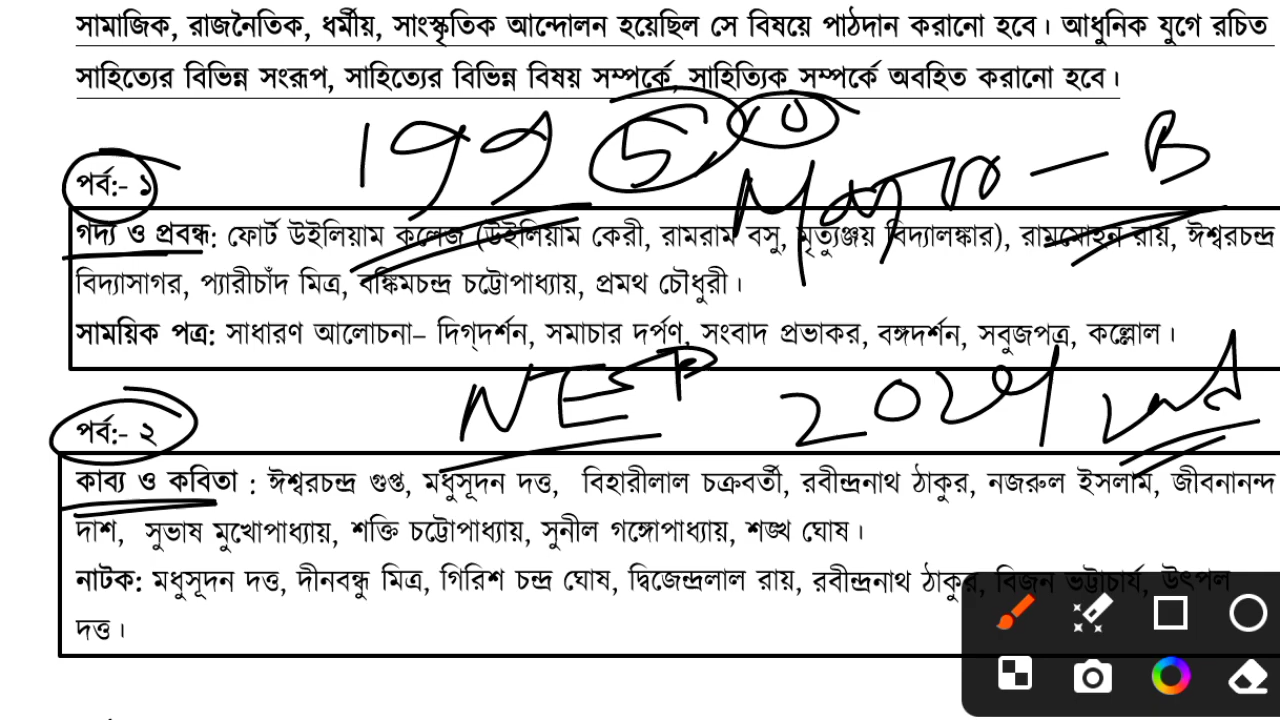 সামাজিক, রাজনৈতিক, ধর্মীয়, সাংস্কৃতিক আন্দোলন হয়েছিল সে বিষয়ে পাঠদান করানো হবে। আধুনিক যুগে রচিত
সাহিত্যের বিভিন্ন সংরূপ, সাহিত্যের বিভিন্ন বিষয় সম্পর্কে, সাহিত্যিক সম্পর্কে অবহিত করানো হবে।
1995 10
Major - B
পর্ব:- ১
গদ্য ও প্রবন্ধ: ফোর্ট উইলিয়াম কলেজ (উইলিয়াম কেরী, রামরাম বসু, মৃত্যুঞ্জয় বিদ্যালঙ্কার), রামমোহন রায়, ঈশ্বরচন্দ্র
বিদ্যাসাগর, প্যারীচাঁদ মিত্র, বঙ্কিমচন্দ্র চট্টোপাধ্যায়, প্রমথ চৌধুরী।
সাময়িক পত্র: সাধারণ আলোচনা– দিগ্‌দর্শন, সমাচার দর্পণ, সংবাদ প্রভাকর, বঙ্গদর্শন, সবুজপত্র, কল্লোল।
NEP 2024
পর্ব:- ২
কাব্য ও কবিতা : ঈশ্বরচন্দ্র গুপ্ত, মধুসূদন দত্ত, বিহারীলাল চক্রবর্তী, রবীন্দ্রনাথ ঠাকুর, নজরুল ইসলাম, জীবনানন্দ
দাশ, সুভাষ মুখোপাধ্যায়, শক্তি চট্টোপাধ্যায়, সুনীল গঙ্গোপাধ্যায়, শঙ্খ ঘোষ।
নাটক: মধুসূদন দত্ত, দীনবন্ধু মিত্র, গিরিশ চন্দ্র ঘোষ, দ্বিজেন্দ্রলাল রায়, রবীন্দ্রনাথ ঠাকুর, বিজন ভট্টাচার্য, উৎপল
দত্ত।